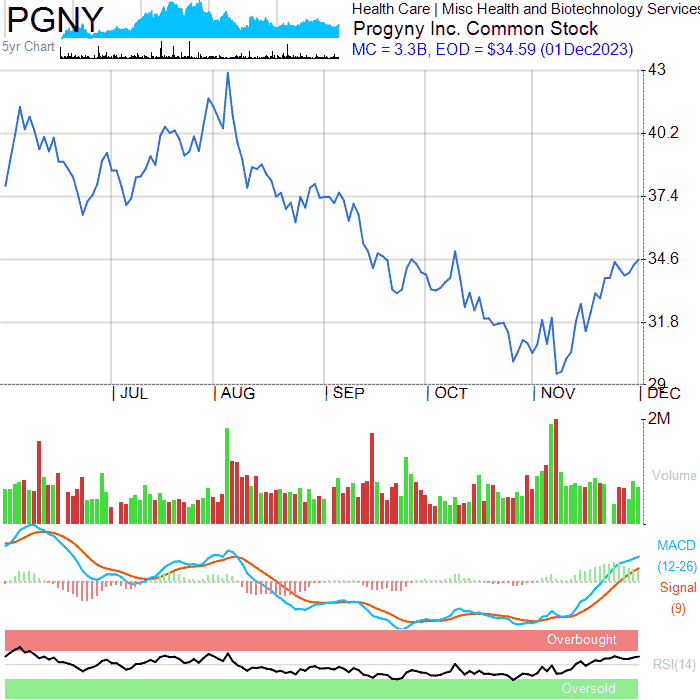 PGNY
5yr Chart
Health Care | Misc Health and Biotechnology Services
Progyny Inc. Common Stock
MC = 3.3B, EOD = $34.59 (01Dec2023)
43
40.2
37.4
34.6
31.8
29
JUL
AUG
SEP
OCT
NOV
DEC
2M
Volume
MACD
(12-26)
Signal
(9)
Overbought
RSI(14)
Oversold